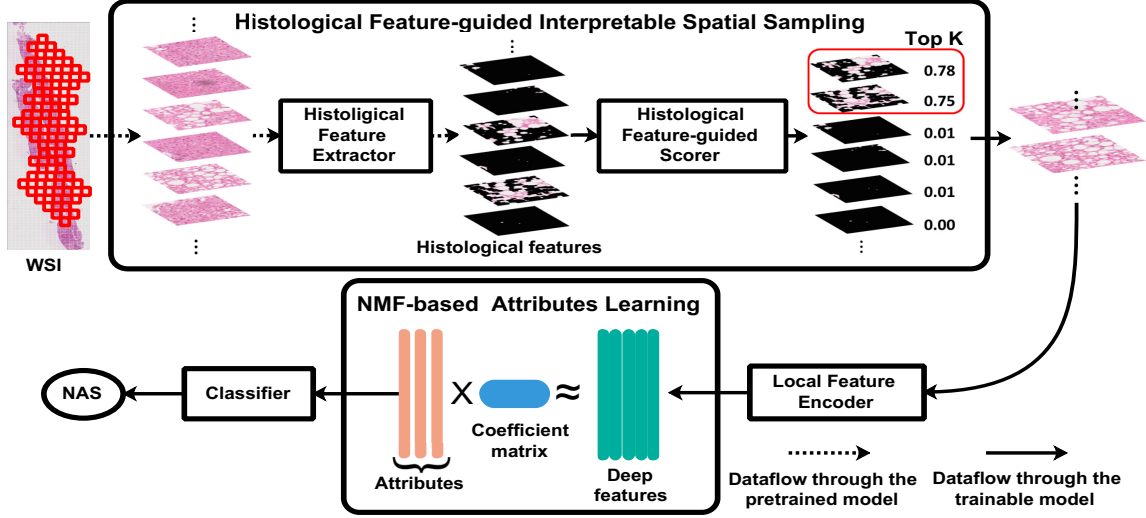 Histological Feature-guided Interpretable Spatial Sampling
Top K
0.78
0.75
Histoligical
Feature
Extractor
Histological
Feature-guided
Scorer
0.01
0.01
0.01
0.00
Histological features
WSI
NMF-based Attributes Learning
NAS
Classifier
X
≈
Local Feature
Encoder
Coefficient
matrix
Attributes
Deep
features
Dataflow through the
pretrained model
Dataflow through the
trainable model